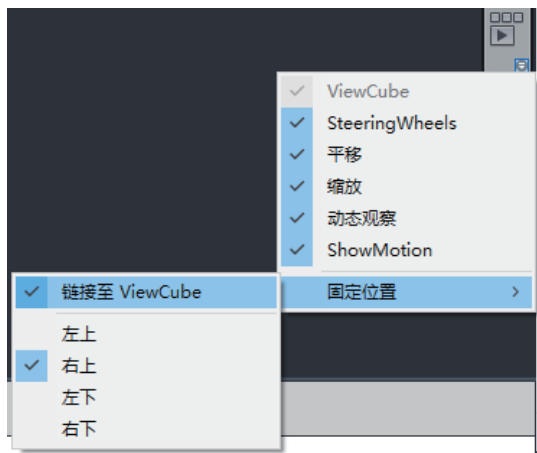 ViewCube
SteeringWheels
平移
缩放
动态观察
ShowMotion
固定位置
链接至 ViewCube
左上
右上
左下
右下